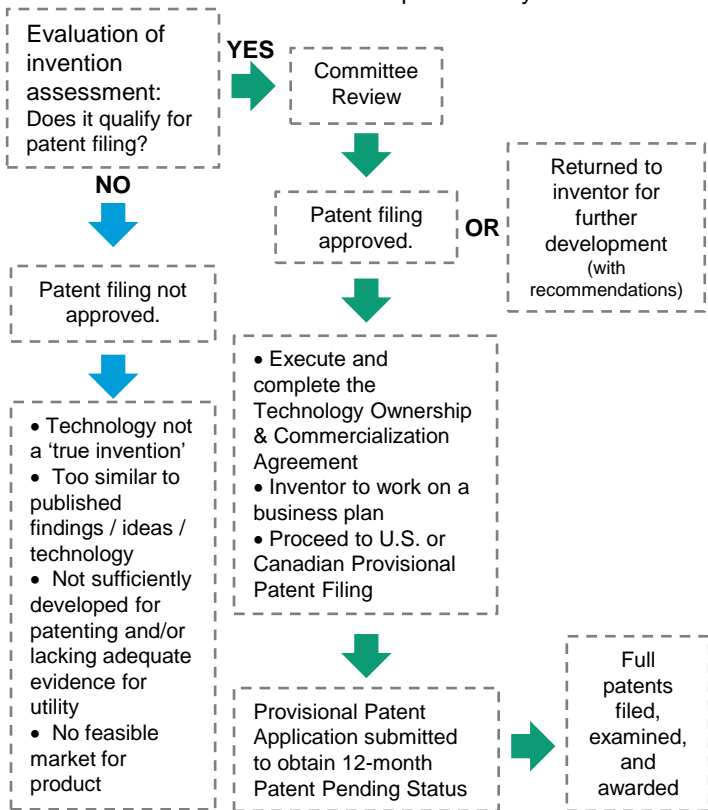 Evaluation of
invention
assessment:
Does it qualify for
patent filing?
YES
Committee
Review
NO
Patent filing
approved.
OR
Returned to
inventor for
further
development
(with
recommendations)
Patent filing not
approved.
• Technology not
a ‘true invention’
• Too similar to
published
findings / ideas /
technology
• Not sufficiently
developed for
patenting and/or
lacking adequate
evidence for
utility
• No feasible
market for
product
• Execute and
complete the
Technology Ownership
& Commercialization
Agreement
• Inventor to work on a
business plan
• Proceed to U.S. or
Canadian Provisional
Patent Filing
Provisional Patent
Application submitted
to obtain 12-month
Patent Pending Status
Full
patents
filed,
examined,
and
awarded